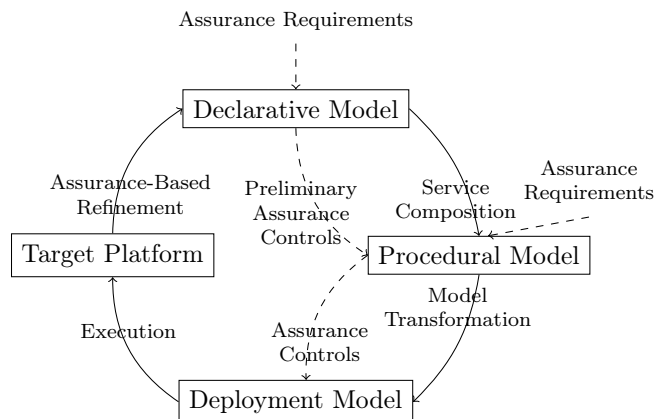 Assurance Requirements
Declarative Model
Assurance-Based
Refinement
Preliminary
Assurance
Controls
Service
Composition
Assurance
Requirements
Target Platform
Procedural Model
Execution
Assurance
Controls
Model
Transformation
Deployment Model